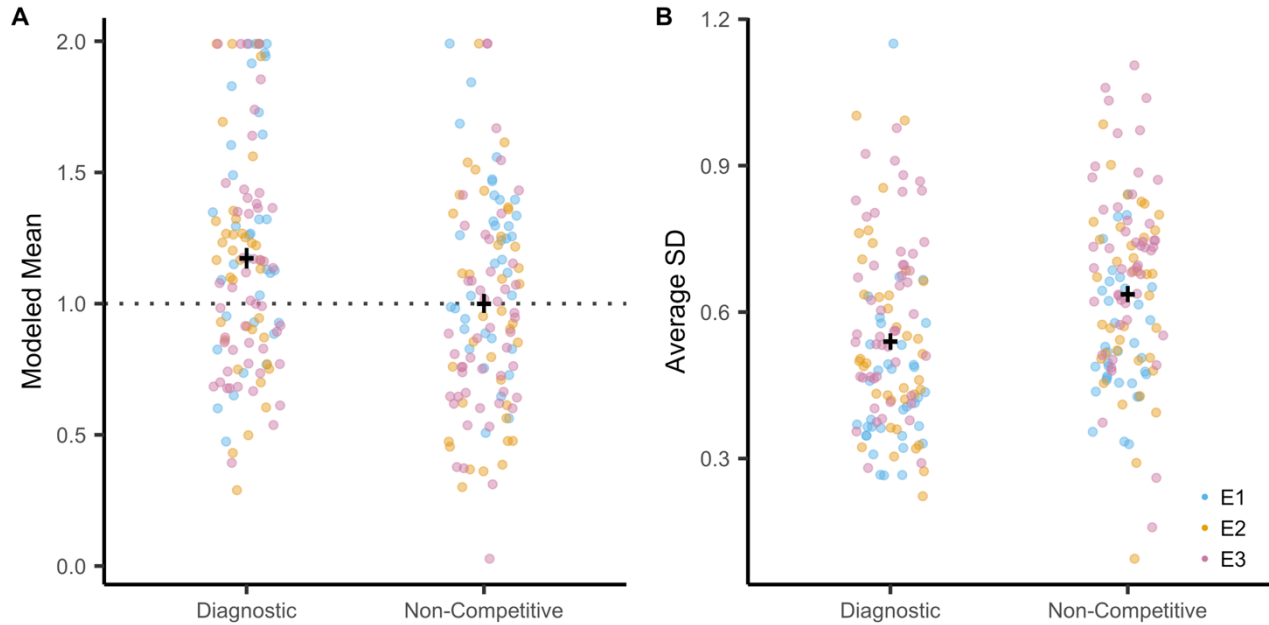 A
Modeled Mean
2.0
1.5
1.0
0.5
0.0
Diagnostic
Non-Competitive
B
Average SD
1.2
0.9
0.6
0.3
Diagnostic
Non-Competitive
E1
E2
E3